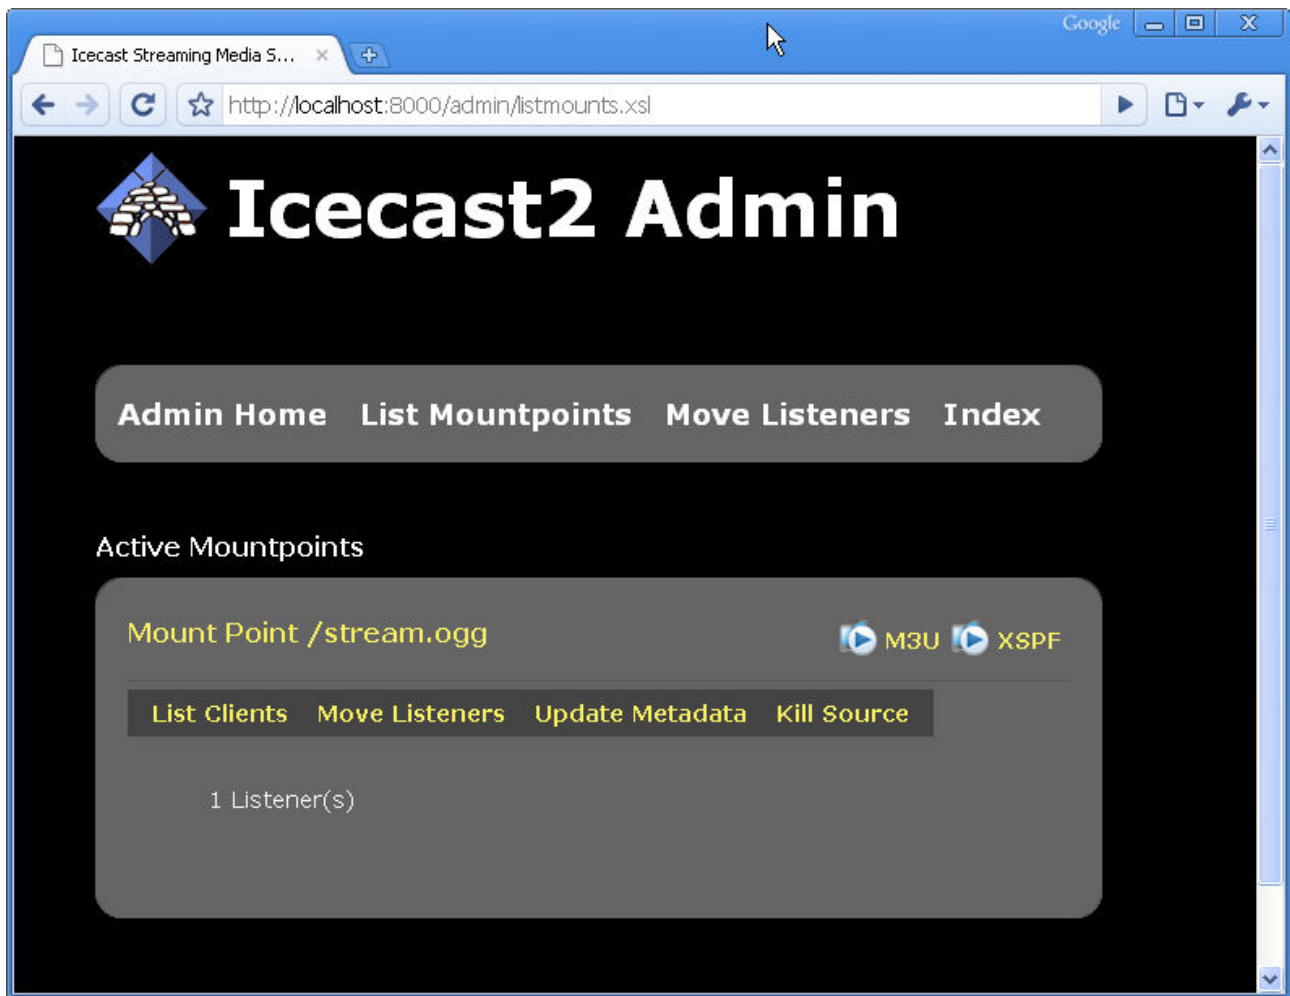 Google
Icecast Streaming Media S...
http://localhost:8000/admin/listmounts.xsl
Icecast2 Admin
Admin Home List Mountpoints Move Listeners Index
Active Mountpoints
Mount Point /stream.ogg M3U XSPF
List Clients Move Listeners Update Metadata Kill Source
1 Listener(s)